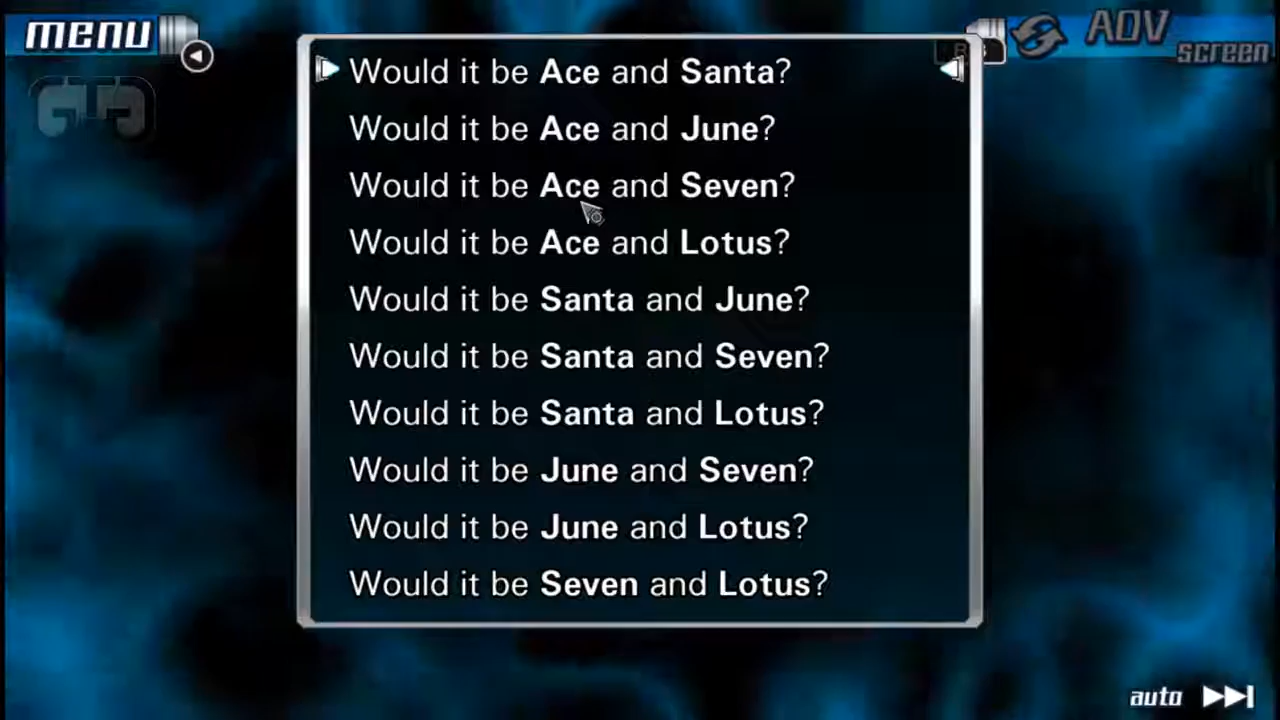 menu
ADV
screen
Would it be Ace and Santa?
Would it be Ace and June?
Would it be Ace and Seven?
Would it be Ace and Lotus?
Would it be Santa and June?
Would it be Santa and Seven?
Would it be Santa and Lotus?
Would it be June and Seven?
Would it be June and Lotus?
Would it be Seven and Lotus?
auto